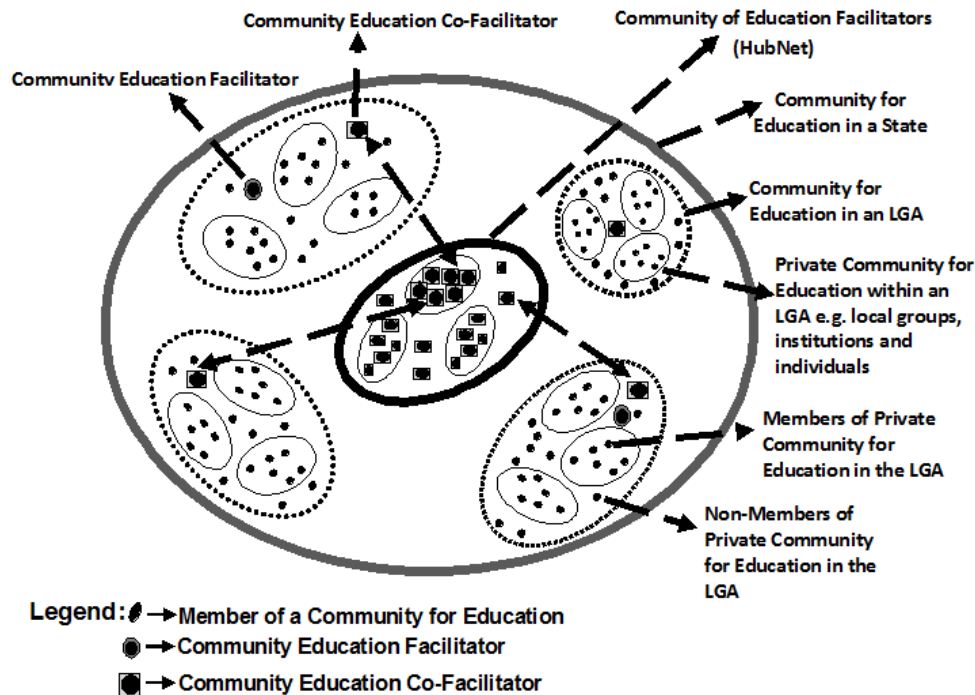 Community Education Co-Facilitator
Community of Education Facilitators
(HubNet)
Community Education Facilitator
Community for
Education in a State
Community for
Education in an LGA
Private Community for
Education within an
LGA e.g. local groups,
institutions and
individuals
Members of Private
Community for
Education in the LGA
Non-Members of
Private Community
for Education in the
LGA
Legend: Member of a Community for Education
Community Education Facilitator
Community Education Co-Facilitator